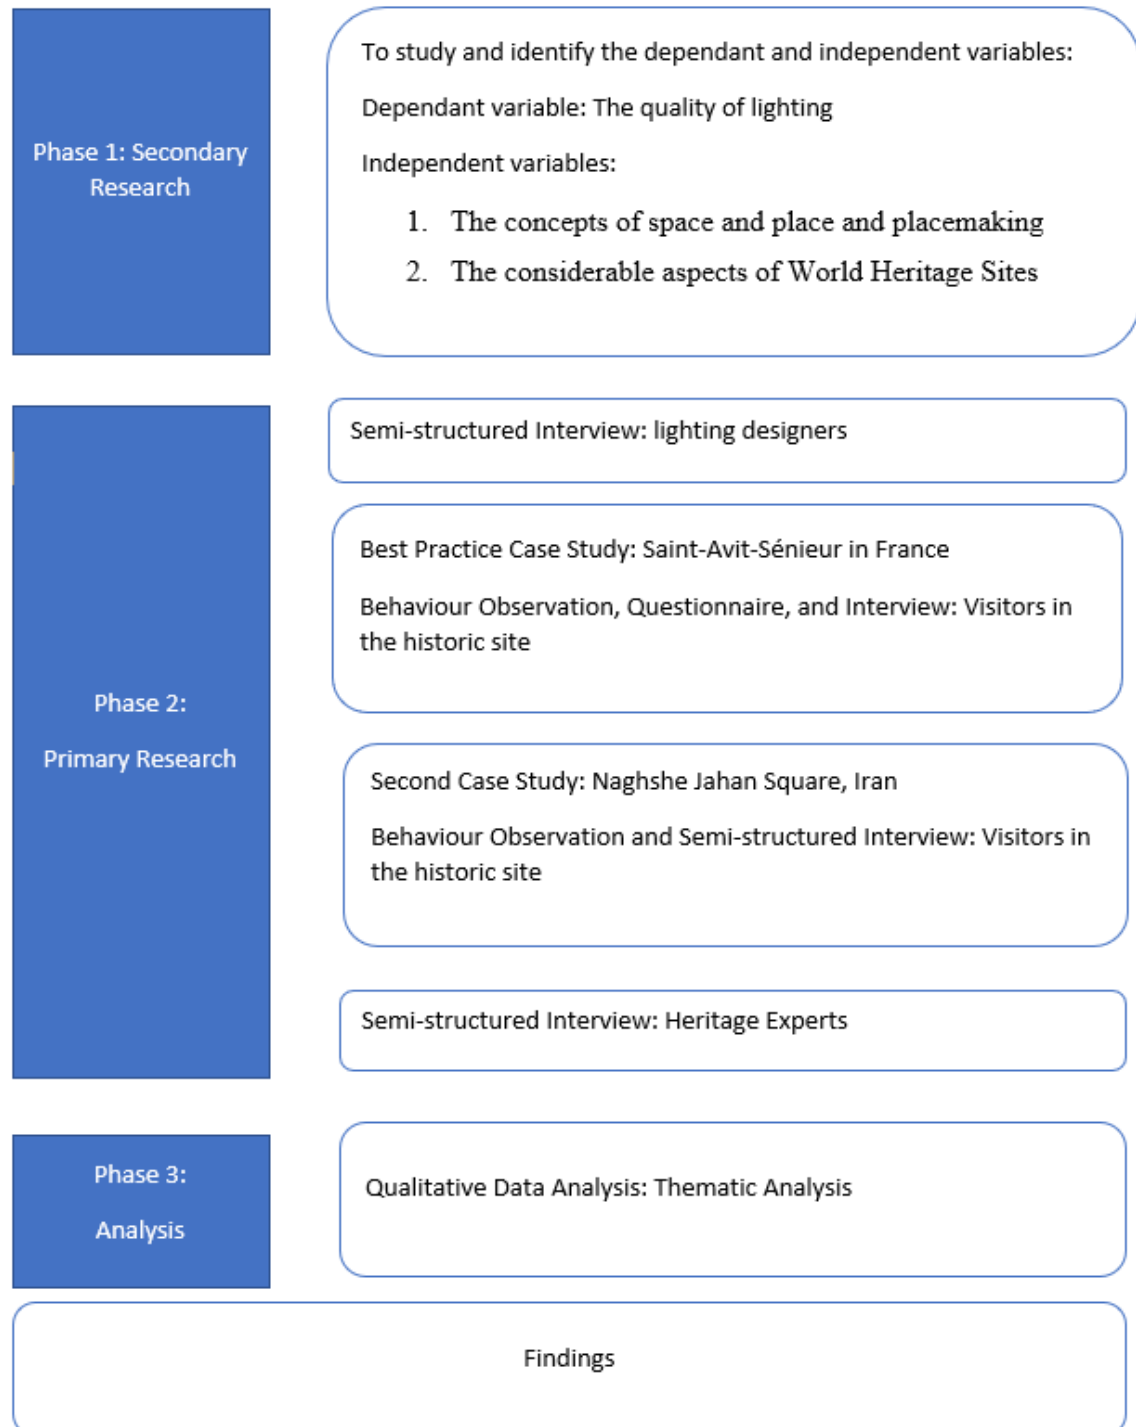 Phase 1: Secondary
Research
To study and identify the dependant and independent variables:
Dependant variable: The quality of lighting
Independent variables:
1. The concepts of space and place and placemaking
2. The considerable aspects of World Heritage Sites
Phase 2:
Primary Research
Semi-structured Interview: lighting designers
Best Practice Case Study: Saint-Avit-Sénieur in France
Behaviour Observation, Questionnaire, and Interview: Visitors in
the historic site
Second Case Study: Naghshe Jahan Square, Iran
Behaviour Observation and Semi-structured Interview: Visitors in
the historic site
Semi-structured Interview: Heritage Experts
Phase 3:
Analysis
Qualitative Data Analysis: Thematic Analysis
Findings